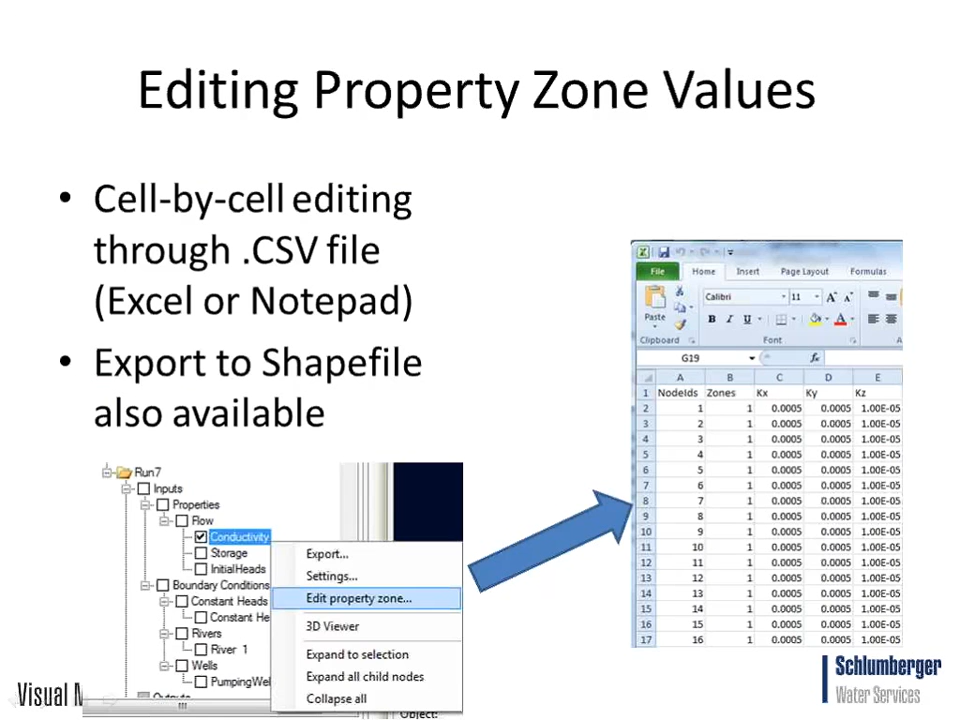 Editing Property Zone Values
• Cell-by-cell editing
through .CSV file
(Excel or Notepad)
• Export to Shapefile
also available
Run7
Inputs
Properties
Flow
Conductivity
Storage
InitialHeads
Boundary Conditions
Constant Heads
Constant He
Rivers
River 1
Wells
PumpingWel
Outputs
Export...
Settings...
Edit property zone...
3D Viewer
Expand to selection
Expand all child nodes
Collapse all
Object:
File Home Insert Page Layout Formulas
Calibri 11 A A
Paste B I U A
Clipboard Font A
G19 fx
A B C D E
1 NodeIds Zones Kx Ky Kz
2 1 1 0.0005 0.0005 1.00E-05
3 2 1 0.0005 0.0005 1.00E-05
4 3 1 0.0005 0.0005 1.00E-05
5 4 1 0.0005 0.0005 1.00E-05
6 5 1 0.0005 0.0005 1.00E-05
7 6 1 0.0005 0.0005 1.00E-05
8 7 1 0.0005 0.0005 1.00E-05
9 8 1 0.0005 0.0005 1.00E-05
10 9 1 0.0005 0.0005 1.00E-05
11 10 1 0.0005 0.0005 1.00E-05
12 11 1 0.0005 0.0005 1.00E-05
13 12 1 0.0005 0.0005 1.00E-05
14 13 1 0.0005 0.0005 1.00E-05
15 14 1 0.0005 0.0005 1.00E-05
16 15 1 0.0005 0.0005 1.00E-05
17 16 1 0.0005 0.0005 1.00E-05
Visual M
Schlumberger
Water Services